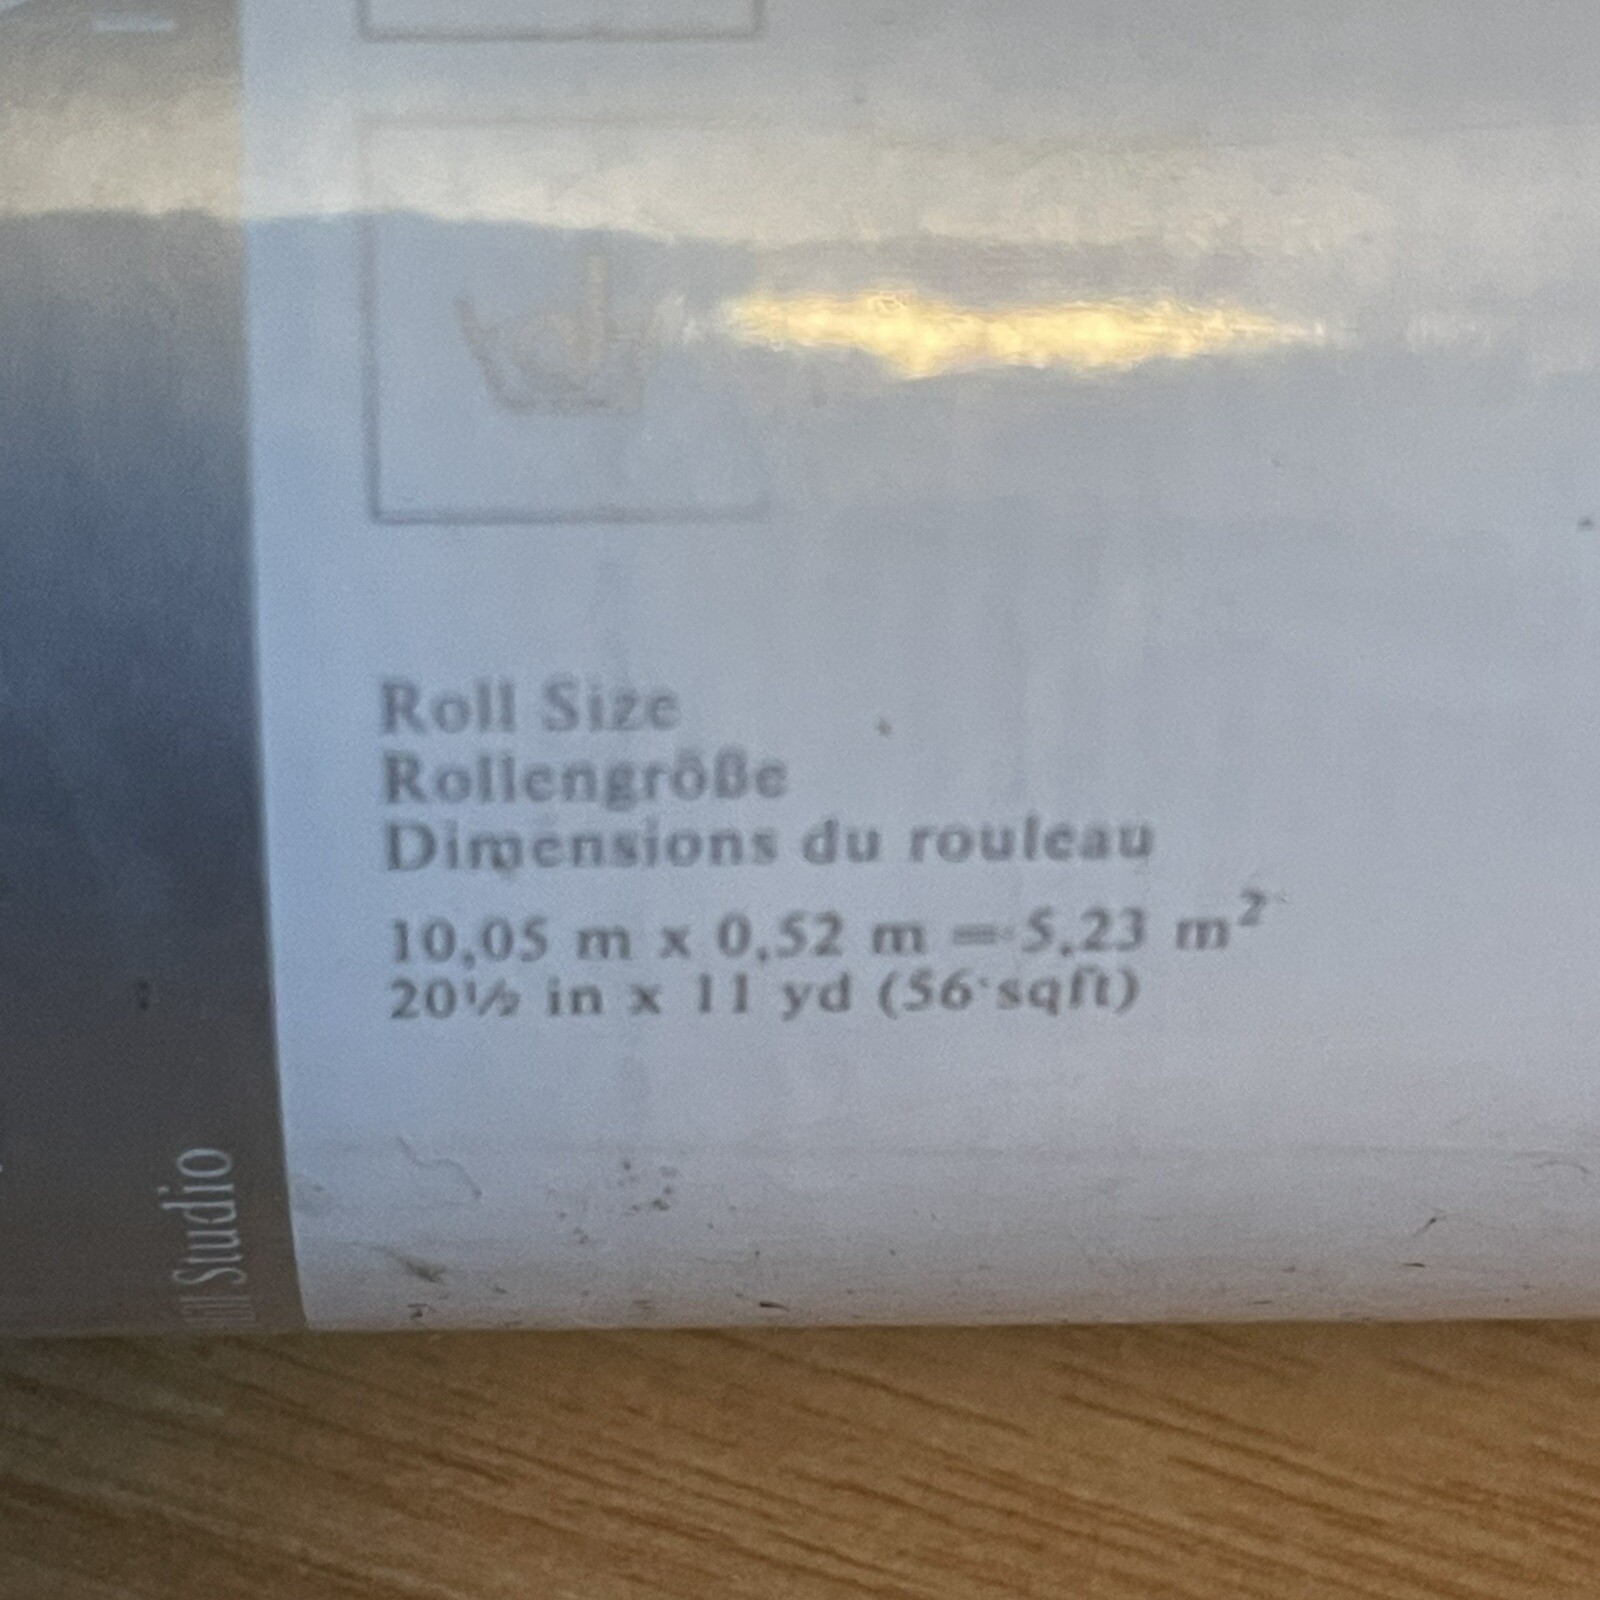 Roll Size
Rollengröße
Dimensions du rouleau
10,05 m x 0,52 m = 5,23 m²
20½ in x 11 yd (56 sqft)
Studio